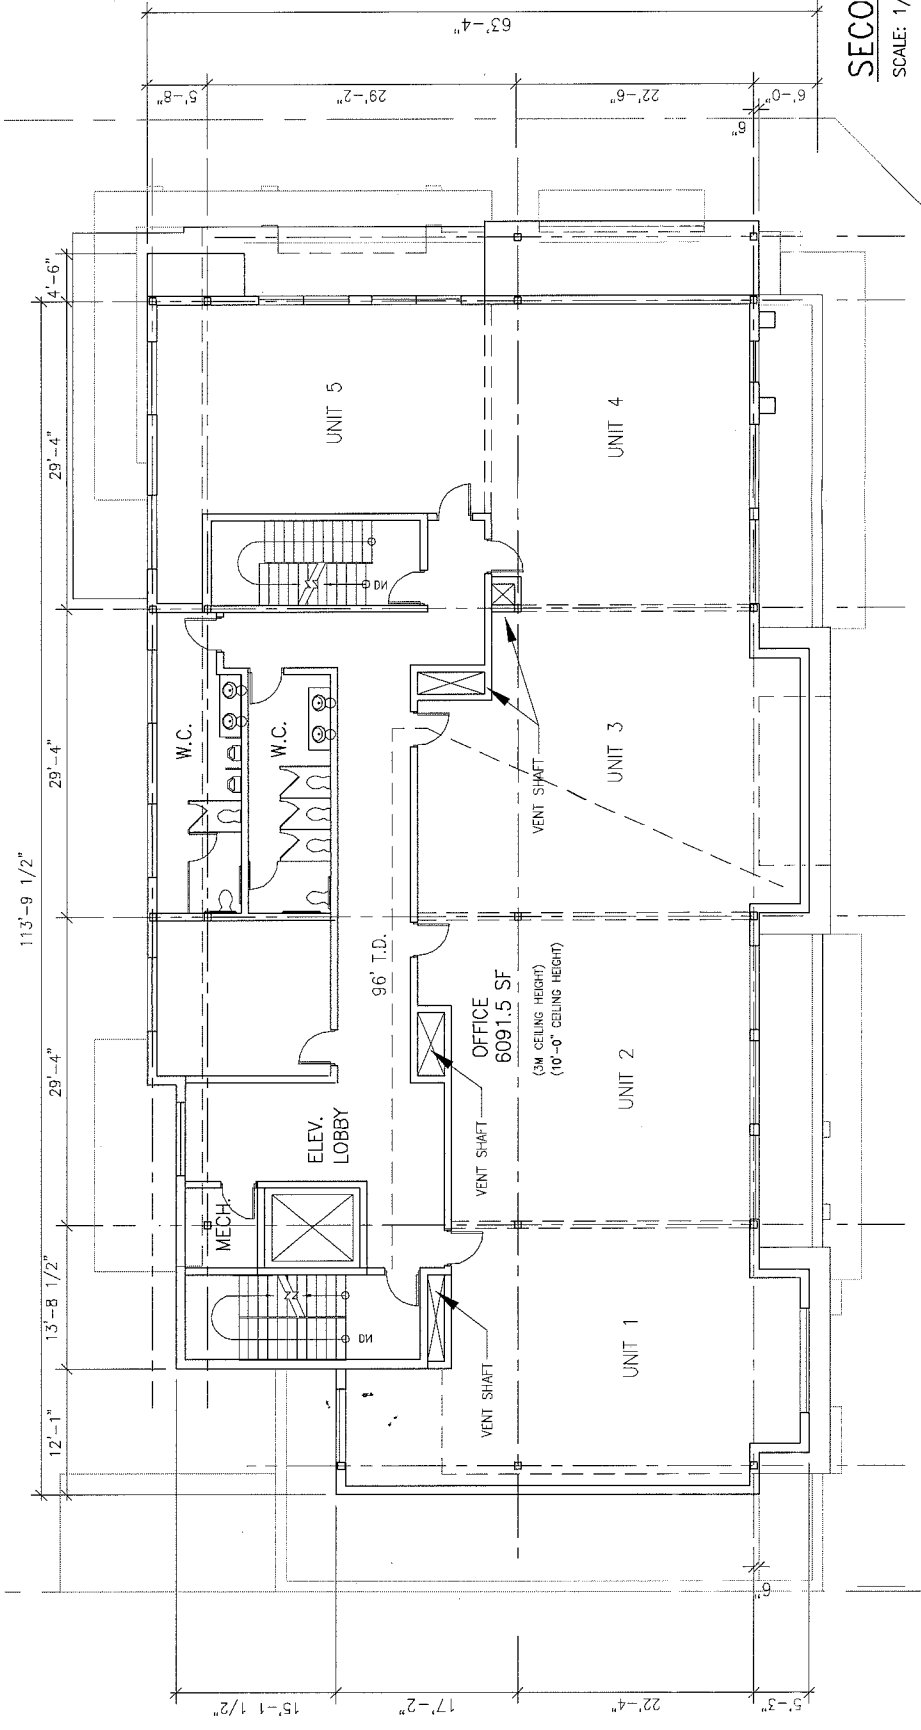 113'-9 1/2"
12'-1"
13'-8 1/2"
29'-4"
29'-4"
29'-4"
4'-6"
63'-4"
5'-8"
29'-2"
22'-6"
6'-0"
6"
15'-1 1/2"
17'-2"
22'-4"
5'-3"
6"
DN
MECH.
ELEV.
LOBBY
W.C.
W.C.
DN
UNIT 5
96' T.D.
VENT SHAFT
VENT SHAFT
VENT SHAFT
OFFICE
6091.5 SF
(3M CEILING HEIGHT)
(10'-0" CEILING HEIGHT)
UNIT 1
UNIT 2
UNIT 3
UNIT 4
SECO
SCALE: 1/